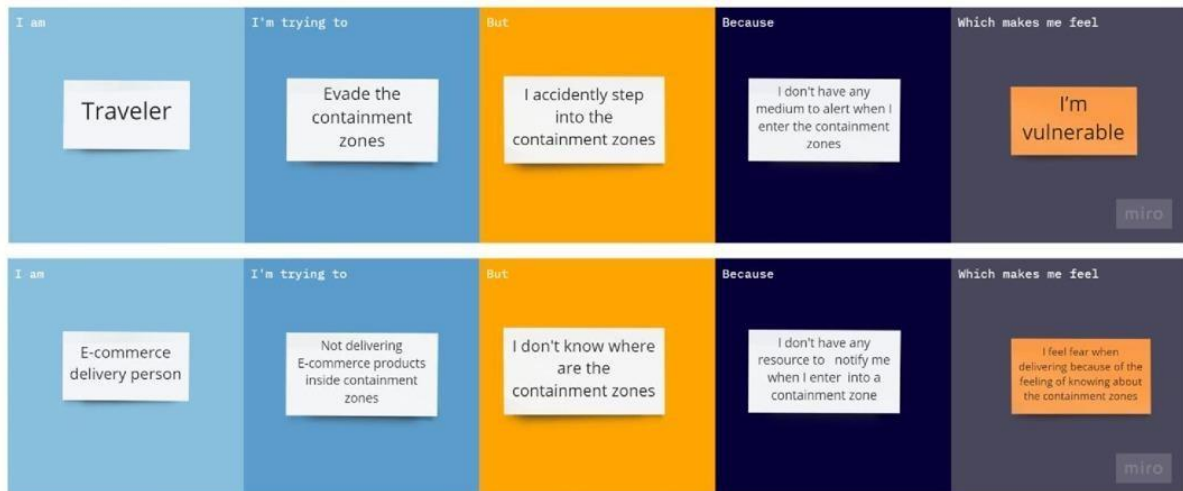 I am
Traveler
I'm trying to
Evade the
containment
zones
But
I accidently step
into the
containment zones
Because
I don't have any
medium to alert when I
enter the containment
zones
Which makes me feel
I'm
vulnerable
miro
I am
E-commerce
delivery person
I'm trying to
Not delivering
E-commerce products
inside containment
zones
But
I don't know where
are the
containment zones
Because
I don't have any
resource to notify me
when I enter into a
containment zone
Which makes me feel
I feel fear when
delivering because of the
feeling of knowing about
the containment zones
miro